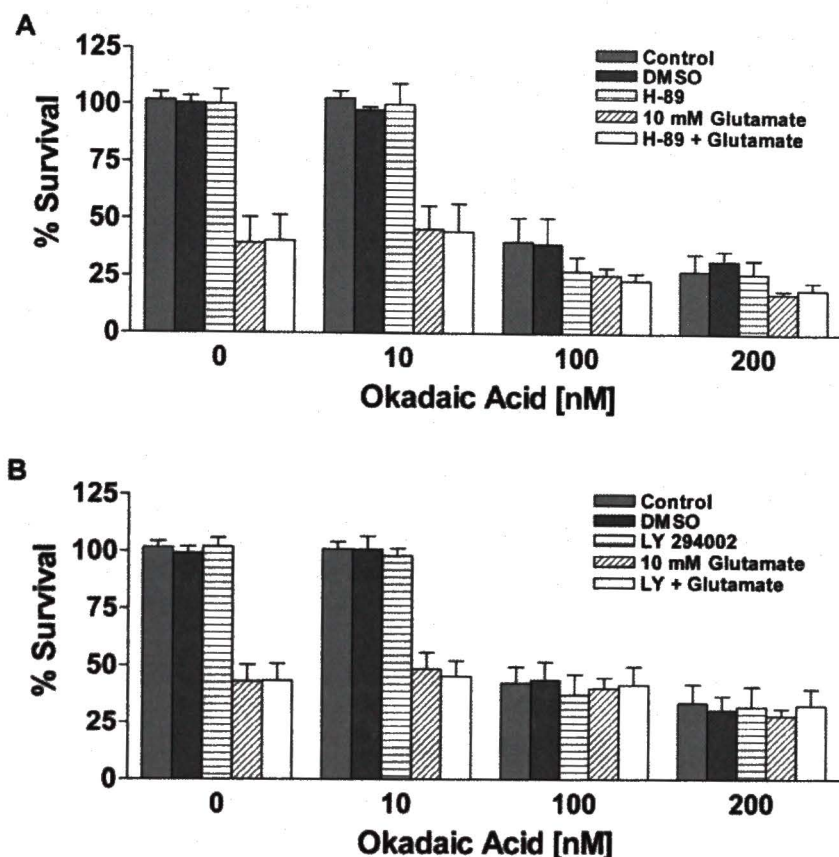 A
125
100
75
50
25
0
% Survival
Control
DMSO
H-89
10 mM Glutamate
H-89 + Glutamate
0 10 100 200
Okadaic Acid [nM]
B
125
100
75
50
25
0
% Survival
Control
DMSO
LY 294002
10 mM Glutamate
LY + Glutamate
0 10 100 200
Okadaic Acid [nM]